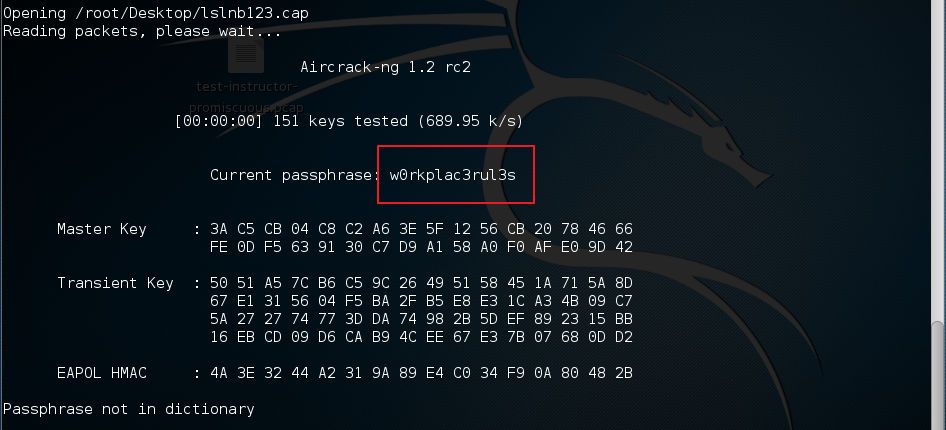 Opening /root/Desktop/lslnb123.cap
Reading packets, please wait...
Aircrack-ng 1.2 rc2
test-instructor-
promiscuous.pcap
[00:00:00] 151 keys tested (689.95 k/s)
Current passphrase: w0rkplac3rul3s
Master Key : 3A C5 CB 04 C8 C2 A6 3E 5F 12 56 CB 20 78 46 66
FE 0D F5 63 91 30 C7 D9 A1 58 A0 F0 AF E0 9D 42
Transient Key : 50 51 A5 7C B6 C5 9C 26 49 51 58 45 1A 71 5A 8D
67 E1 31 56 04 F5 BA 2F B5 E8 E3 1C A3 4B 09 C7
5A 27 27 74 77 3D DA 74 98 2B 5D EF 89 23 15 BB
16 EB CD 09 D6 CA B9 4C EE 67 E3 7B 07 68 0D D2
EAPOL HMAC : 4A 3E 32 44 A2 31 9A 89 E4 C0 34 F9 0A 80 48 2B
Passphrase not in dictionary